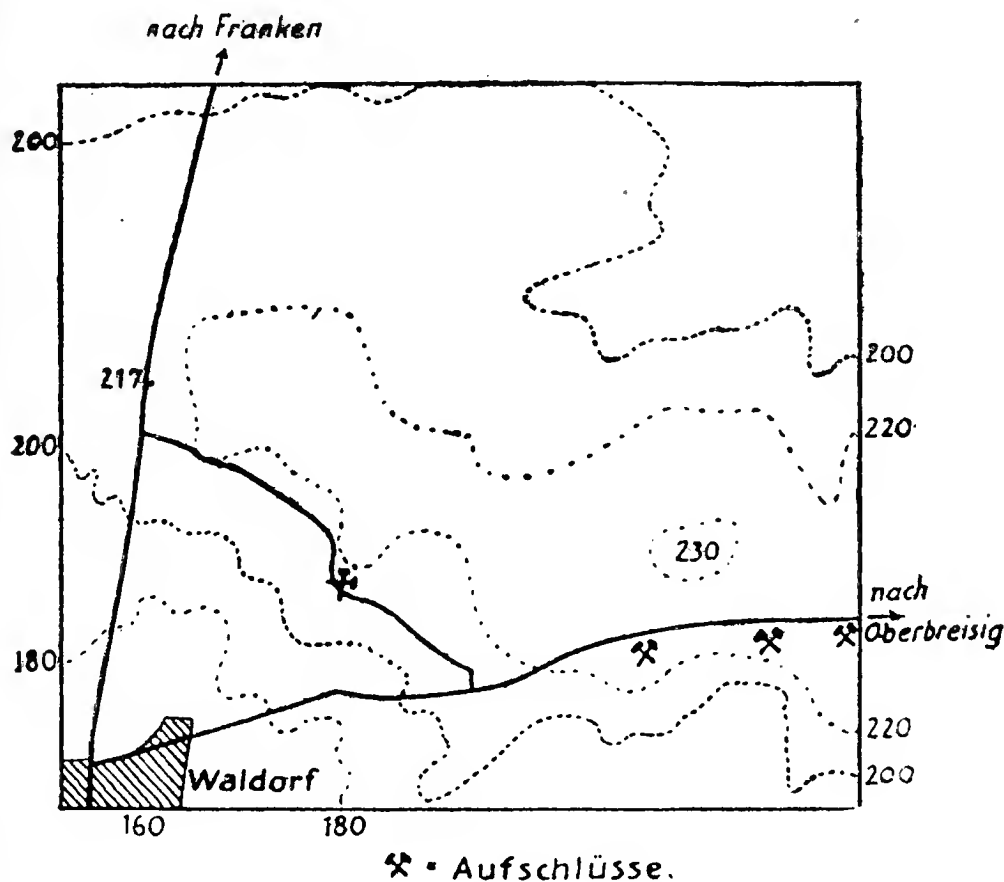 nach Franken
200
217
200
200
220
230
nach
Oberbreisig
180
220
200
Waldorf
160
180
= Aufschlüsse.